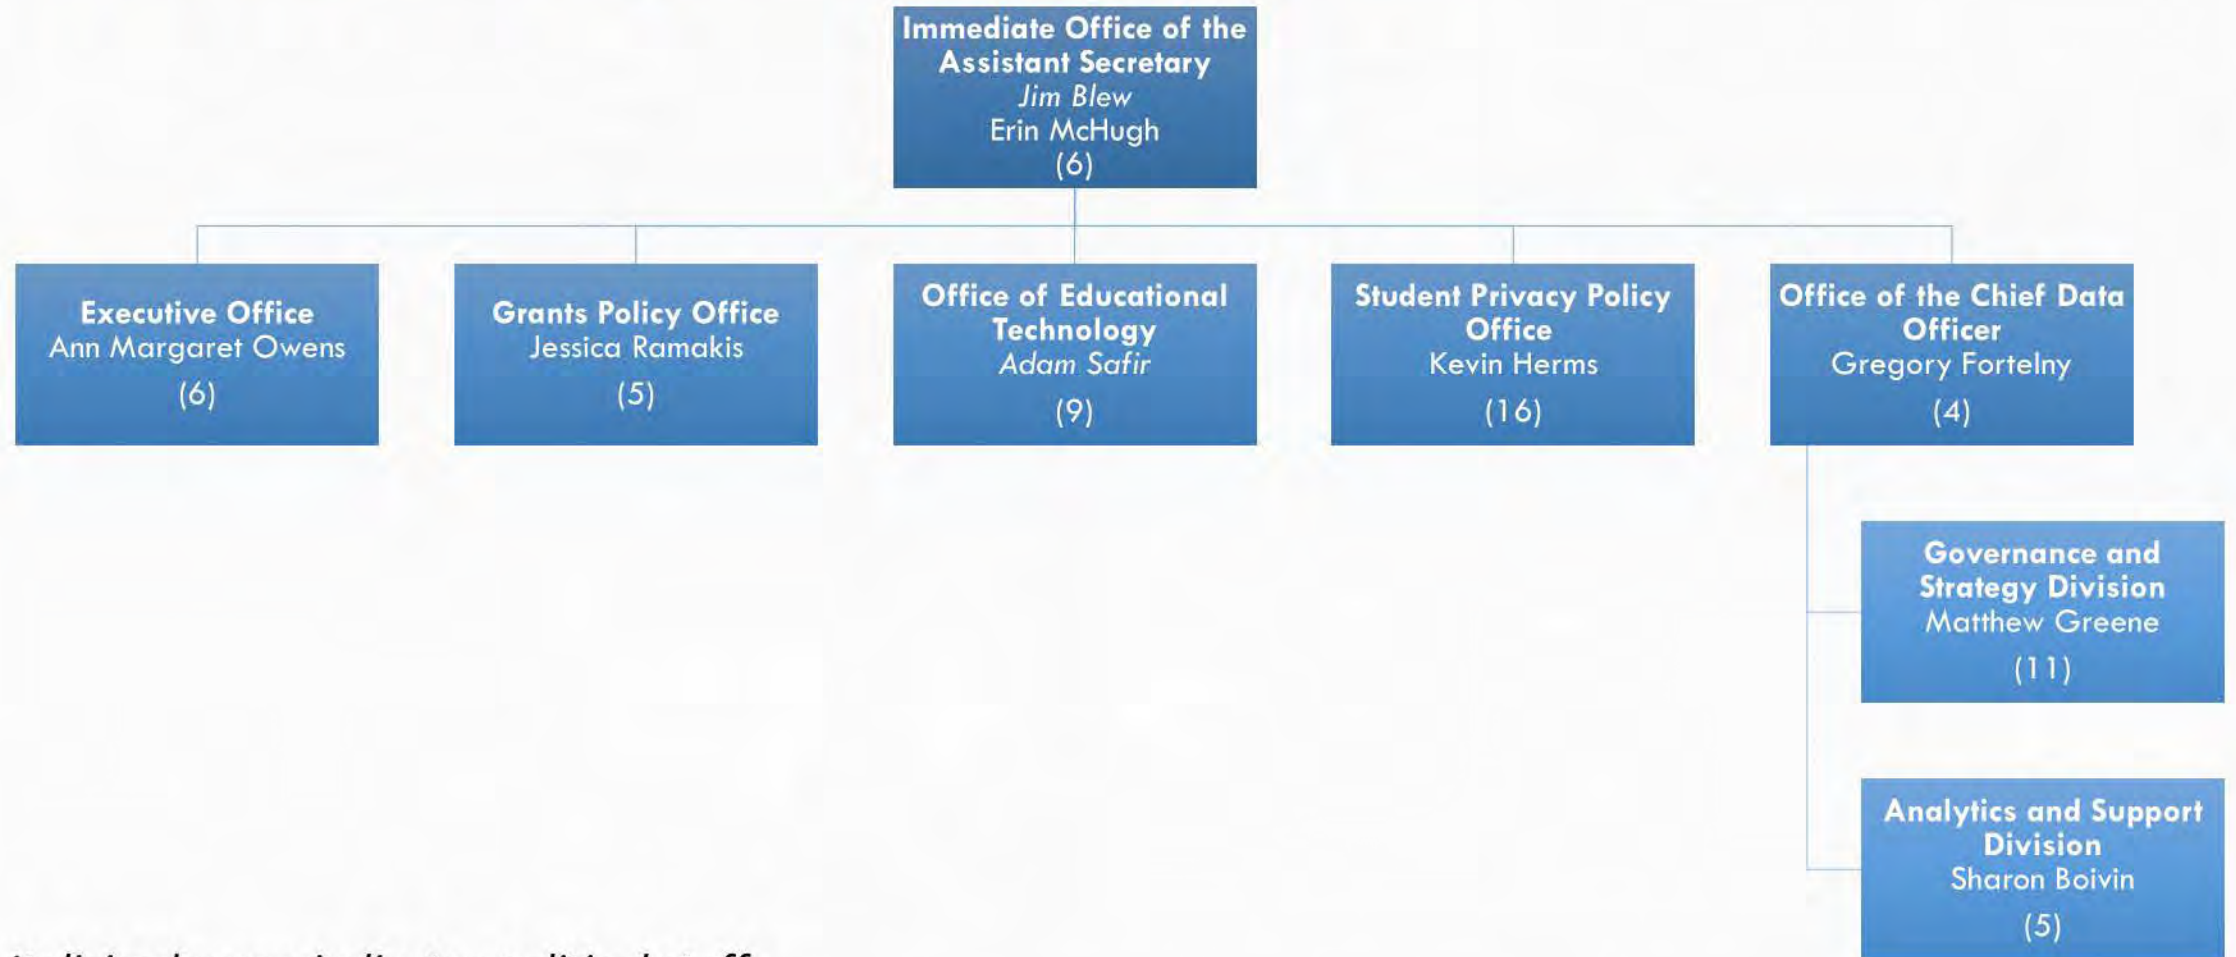 Immediate Office of the
Assistant Secretary
Jim Blew
Erin McHugh
(6)
Executive Office
Ann Margaret Owens
(6)
Grants Policy Office
Jessica Ramakis
(5)
Office of Educational
Technology
Adam Safir
(9)
Student Privacy Policy
Office
Kevin Herms
(16)
Office of the Chief Data
Officer
Gregory Fortelny
(4)
Governance and
Strategy Division
Matthew Greene
(11)
Analytics and Support
Division
Sharon Boivin
(5)